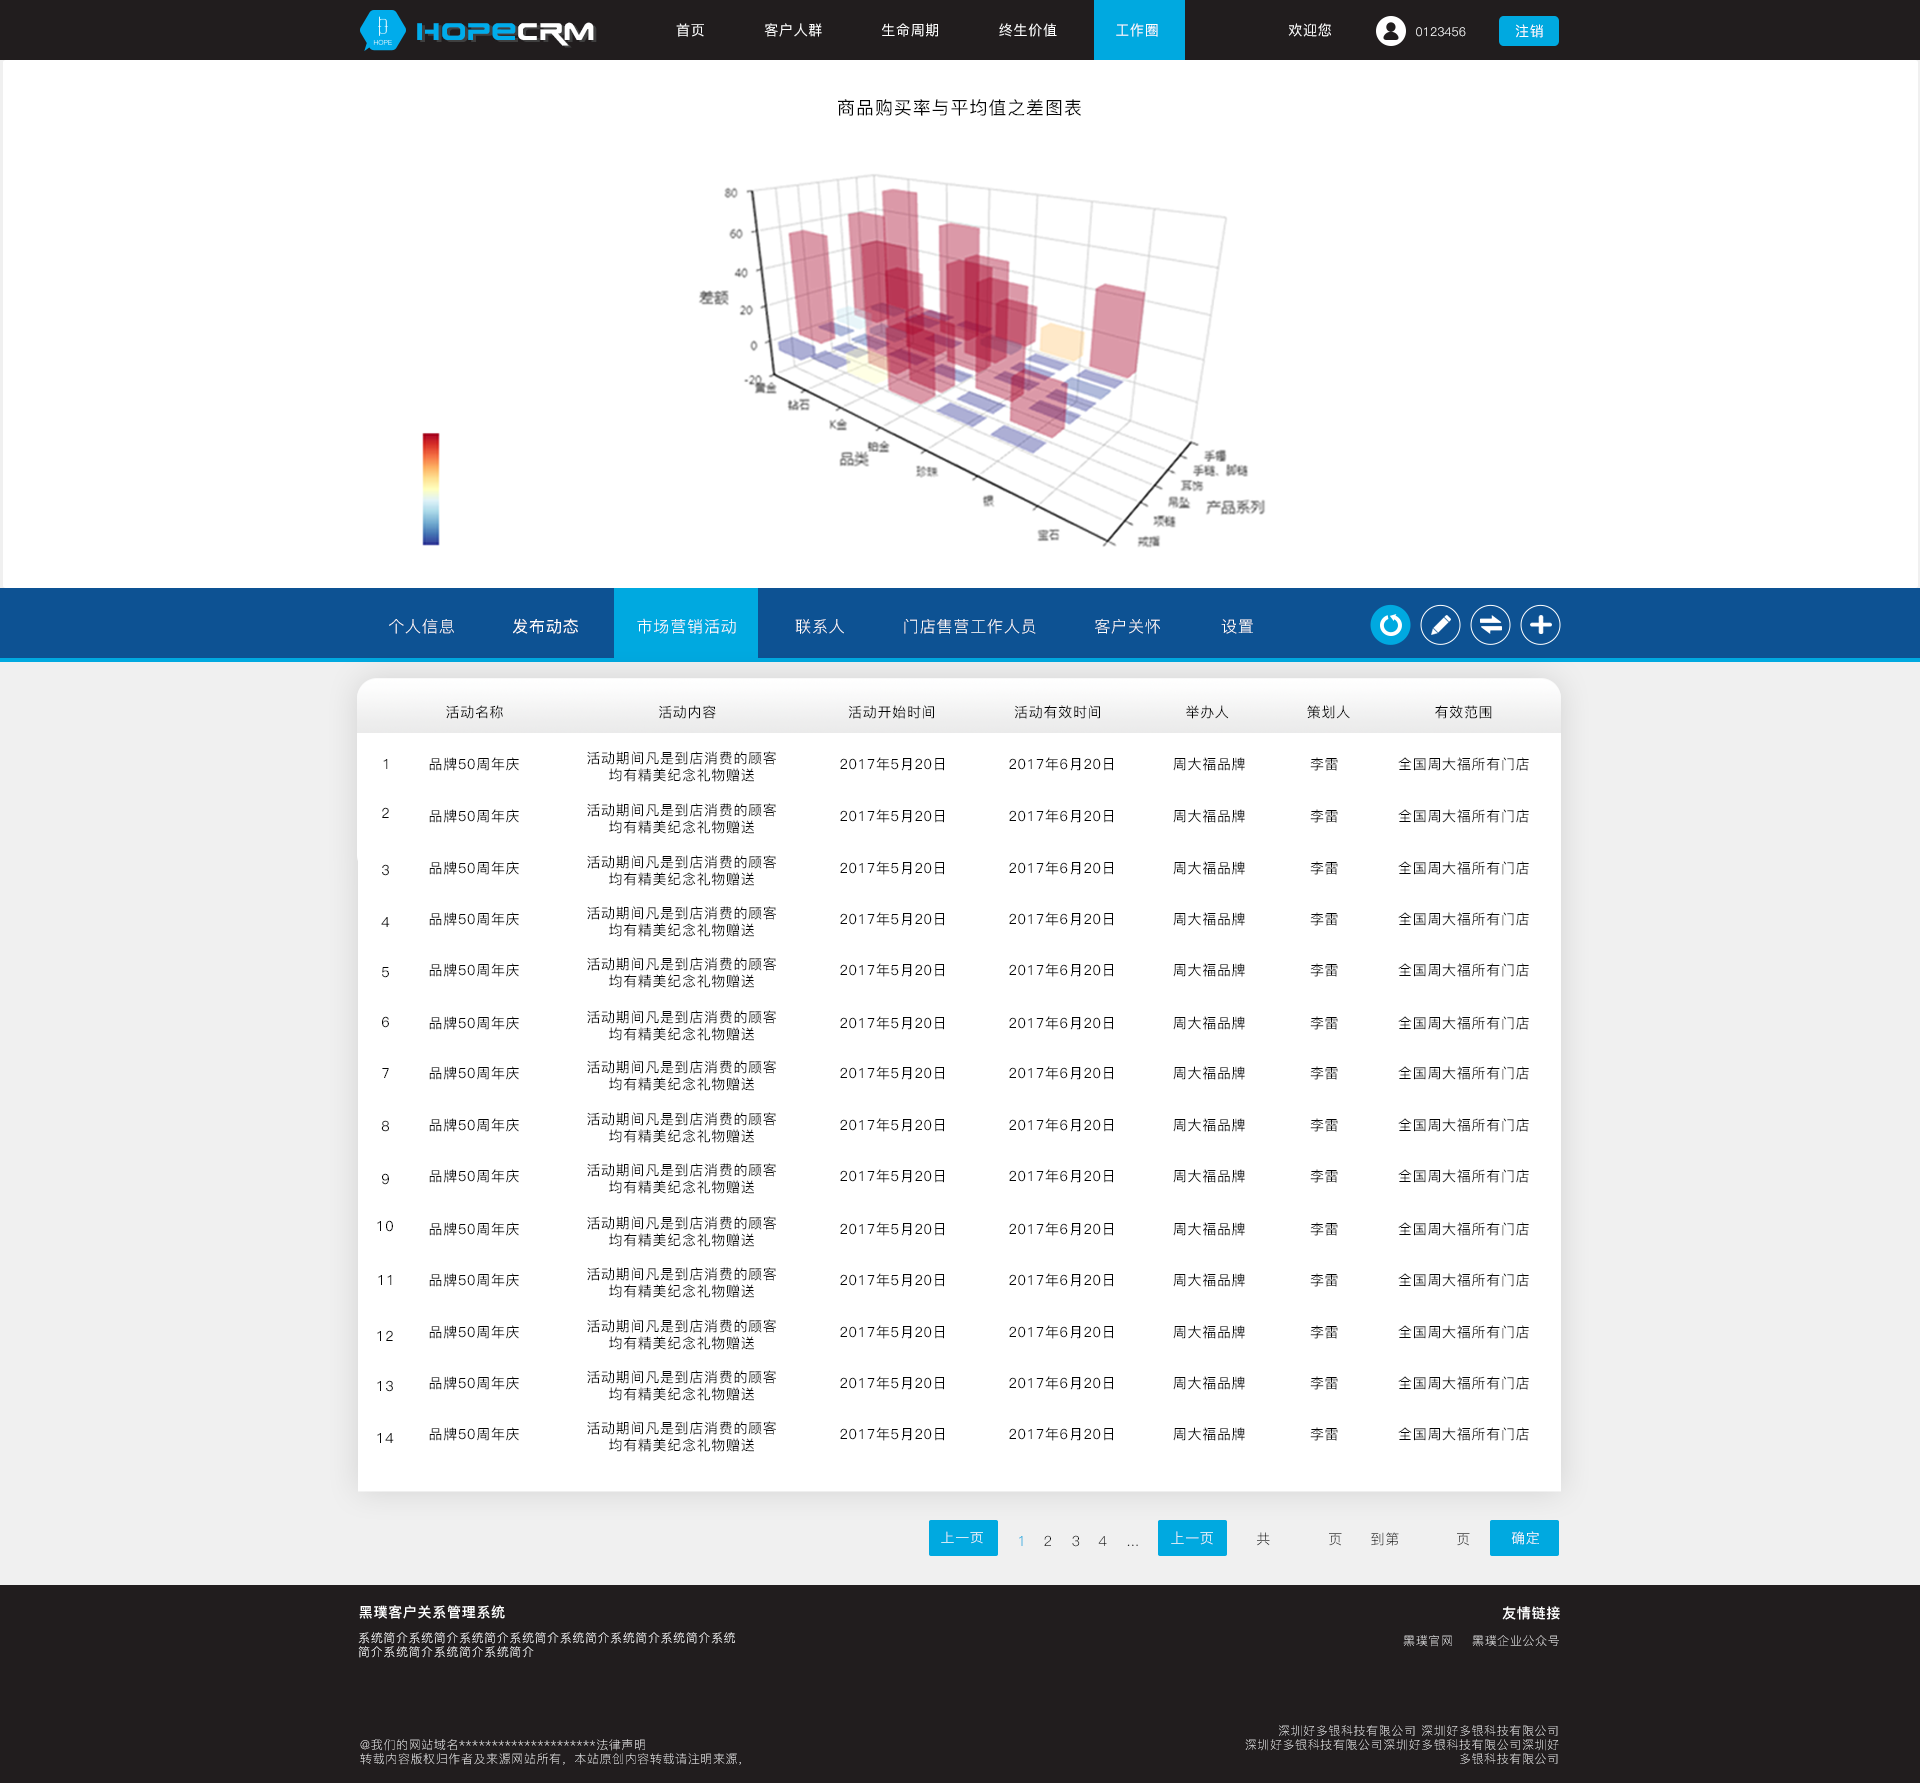 HOPE HOPECRM 首页 客户人群 生命周期 终生价值 工作圈 欢迎您 0123456 注销
商品购买率与平均值之差图表
80
60
40
差额
20
0
-20
黄金
钻石
K金
铂金
品类
珍珠
银
宝石
手镯
手链、脚链
耳饰
吊坠
产品系列
项链
戒指
个人信息 发布动态 市场营销活动 联系人 门店售营工作人员 客户关怀 设置
活动名称 活动内容 活动开始时间 活动有效时间 举办人 策划人 有效范围
1 品牌50周年庆 活动期间凡是到店消费的顾客 2017年5月20日 2017年6月20日 周大福品牌 李雷 全国周大福所有门店
均有精美纪念礼物赠送
2 品牌50周年庆 活动期间凡是到店消费的顾客 2017年5月20日 2017年6月20日 周大福品牌 李雷 全国周大福所有门店
均有精美纪念礼物赠送
3 品牌50周年庆 活动期间凡是到店消费的顾客 2017年5月20日 2017年6月20日 周大福品牌 李雷 全国周大福所有门店
均有精美纪念礼物赠送
4 品牌50周年庆 活动期间凡是到店消费的顾客 2017年5月20日 2017年6月20日 周大福品牌 李雷 全国周大福所有门店
均有精美纪念礼物赠送
5 品牌50周年庆 活动期间凡是到店消费的顾客 2017年5月20日 2017年6月20日 周大福品牌 李雷 全国周大福所有门店
均有精美纪念礼物赠送
6 品牌50周年庆 活动期间凡是到店消费的顾客 2017年5月20日 2017年6月20日 周大福品牌 李雷 全国周大福所有门店
均有精美纪念礼物赠送
7 品牌50周年庆 活动期间凡是到店消费的顾客 2017年5月20日 2017年6月20日 周大福品牌 李雷 全国周大福所有门店
均有精美纪念礼物赠送
8 品牌50周年庆 活动期间凡是到店消费的顾客 2017年5月20日 2017年6月20日 周大福品牌 李雷 全国周大福所有门店
均有精美纪念礼物赠送
9 品牌50周年庆 活动期间凡是到店消费的顾客 2017年5月20日 2017年6月20日 周大福品牌 李雷 全国周大福所有门店
均有精美纪念礼物赠送
10 品牌50周年庆 活动期间凡是到店消费的顾客 2017年5月20日 2017年6月20日 周大福品牌 李雷 全国周大福所有门店
均有精美纪念礼物赠送
11 品牌50周年庆 活动期间凡是到店消费的顾客 2017年5月20日 2017年6月20日 周大福品牌 李雷 全国周大福所有门店
均有精美纪念礼物赠送
12 品牌50周年庆 活动期间凡是到店消费的顾客 2017年5月20日 2017年6月20日 周大福品牌 李雷 全国周大福所有门店
均有精美纪念礼物赠送
13 品牌50周年庆 活动期间凡是到店消费的顾客 2017年5月20日 2017年6月20日 周大福品牌 李雷 全国周大福所有门店
均有精美纪念礼物赠送
14 品牌50周年庆 活动期间凡是到店消费的顾客 2017年5月20日 2017年6月20日 周大福品牌 李雷 全国周大福所有门店
均有精美纪念礼物赠送
上一页 1 2 3 4 ... 上一页 共 页 到第 页 确定
黑璞客户关系管理系统 友情链接
系统简介系统简介系统简介系统简介系统简介系统简介系统简介系统
简介系统简介系统简介系统简介
黑璞官网 黑璞企业公众号
@我们的网站域名*********************法律声明
转载内容版权归作者及来源网站所有，本站原创内容转载请注明来源，
深圳好多银科技有限公司 深圳好多银科技有限公司
深圳好多银科技有限公司深圳好多银科技有限公司深圳好
多银科技有限公司